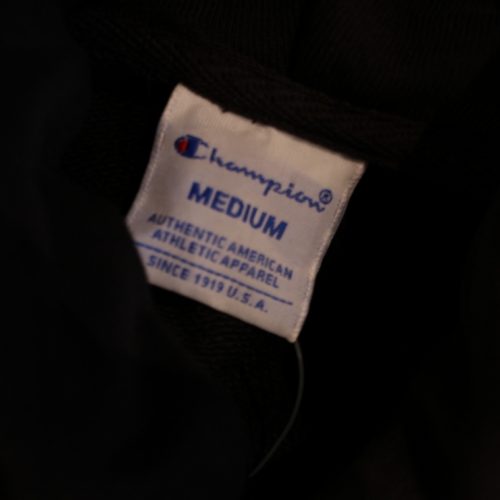 Champion®
MEDIUM
AUTHENTIC AMERICAN
ATHLETIC APPAREL
SINCE 1919 U.S.A.